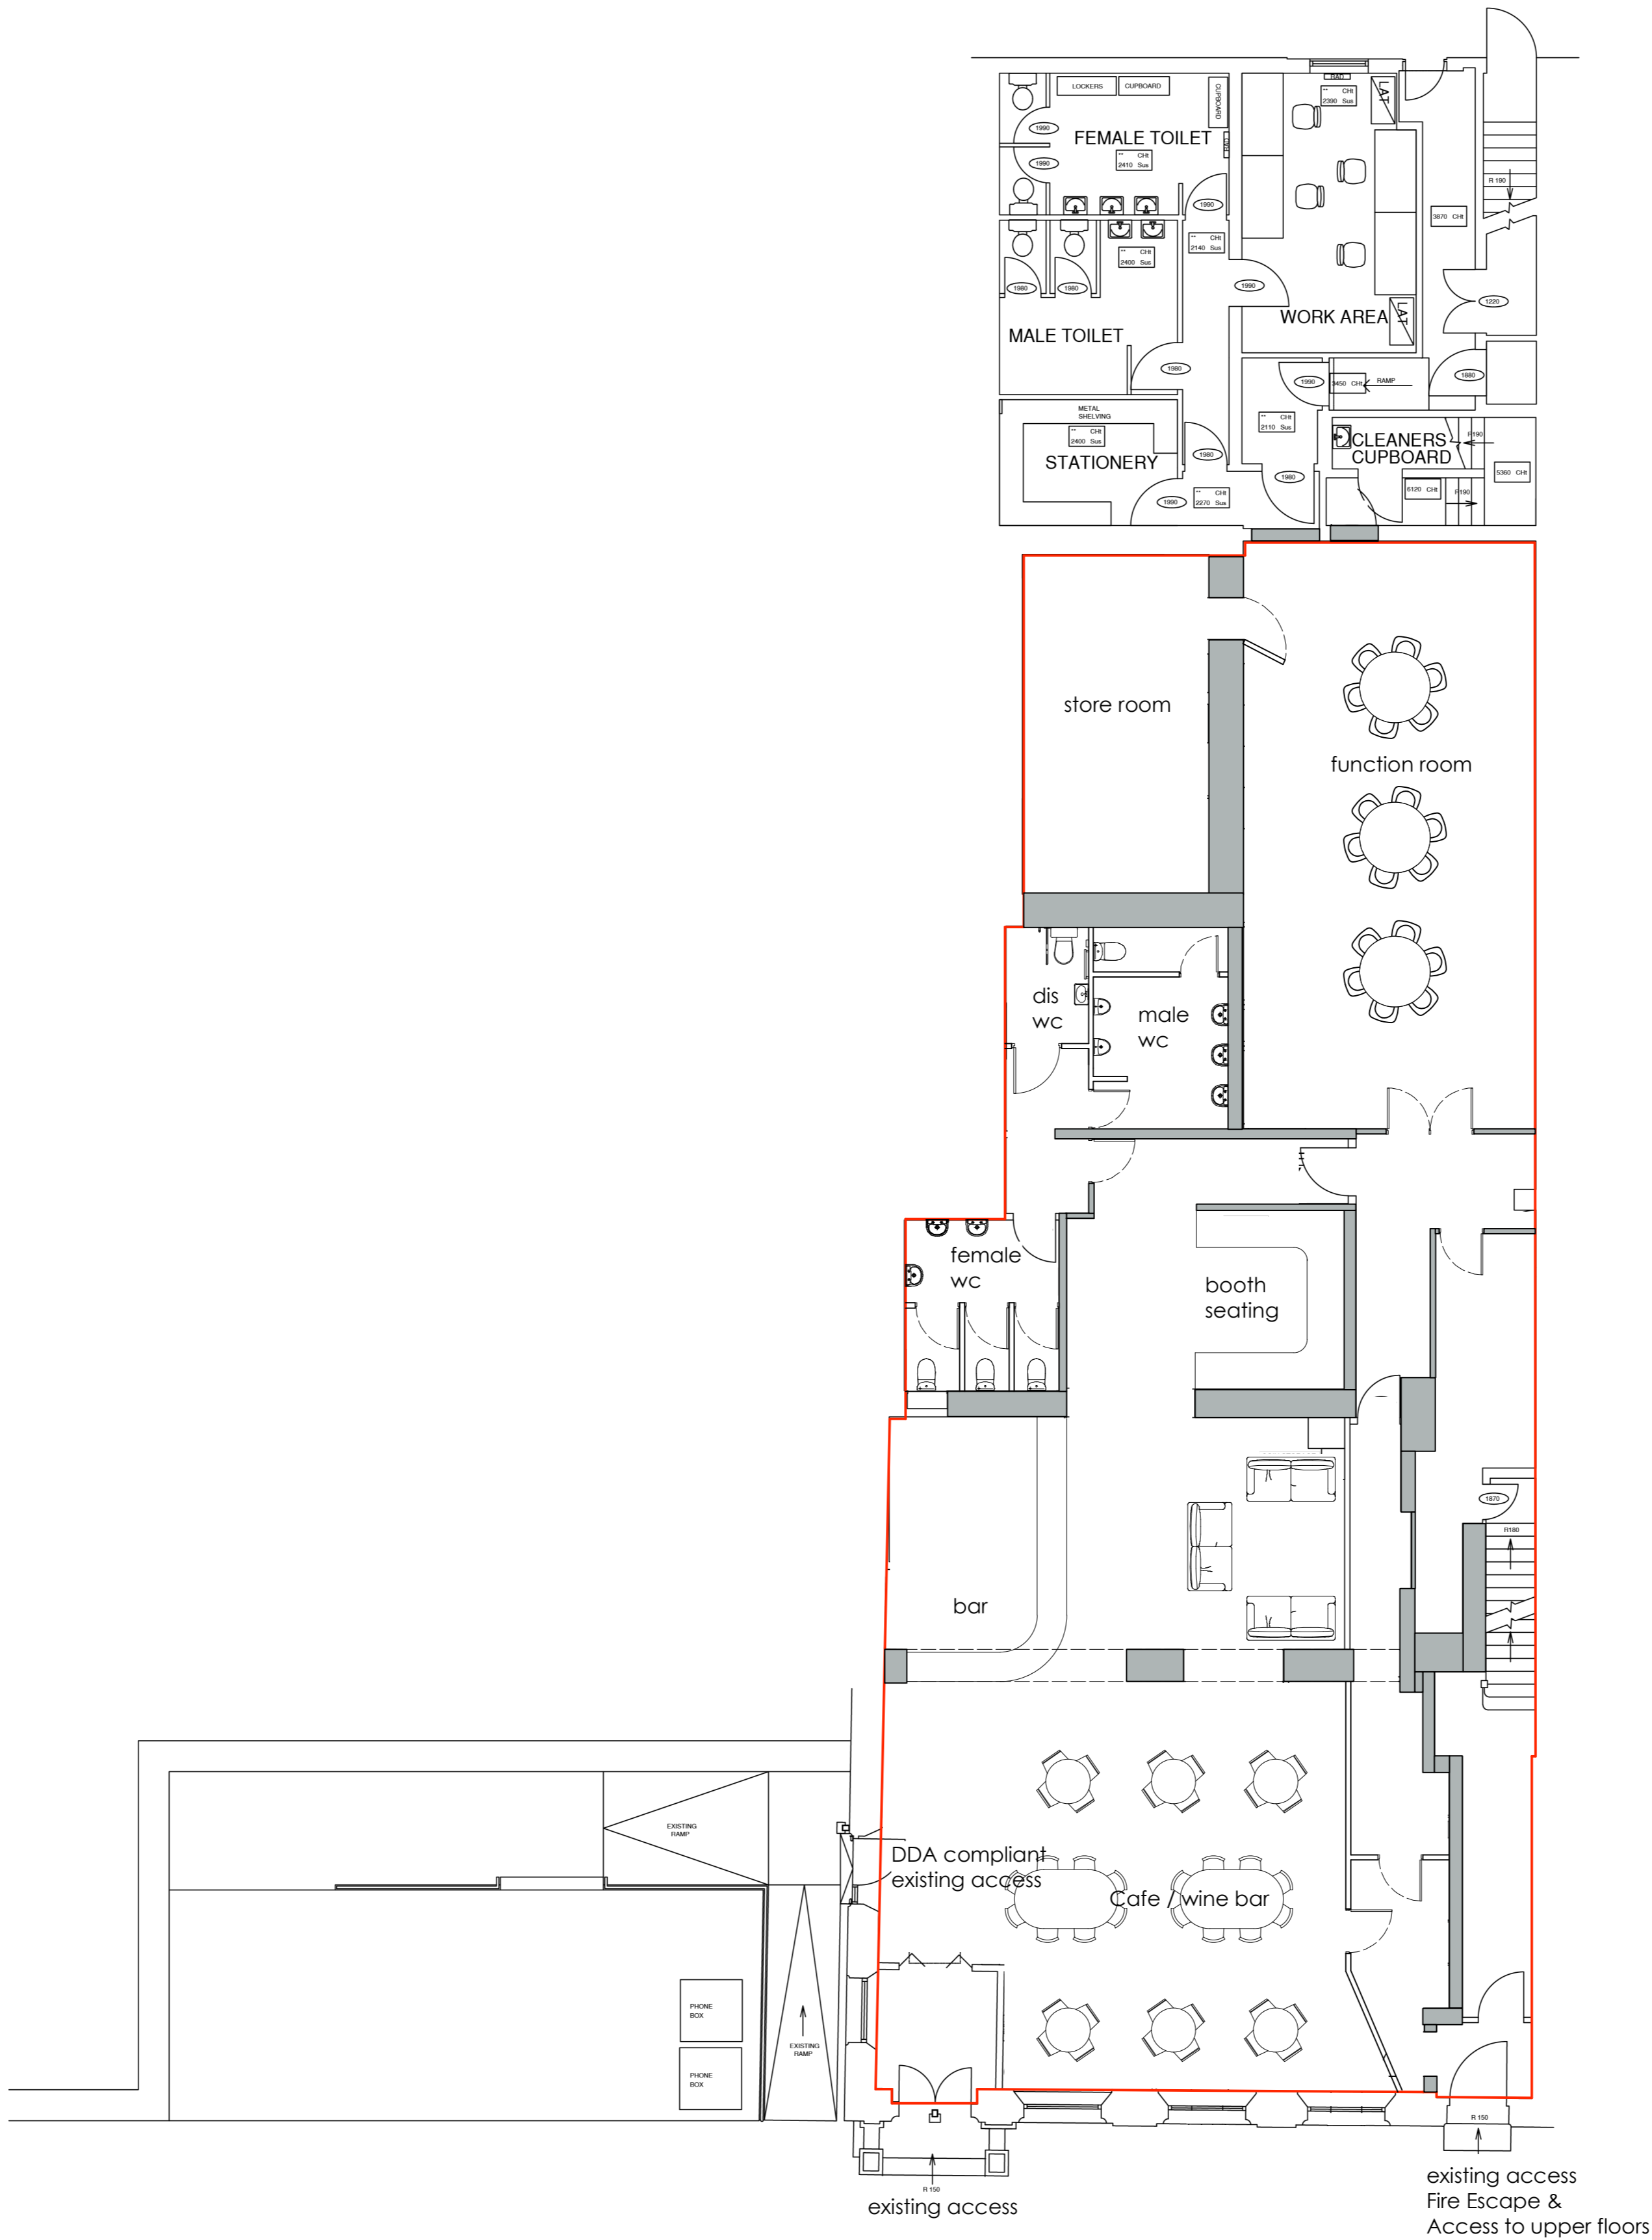 RAD
LOCKERS
CUPBOARD
CUPBOARD
** CHt
2390 Sus
LAT
1990
FEMALE TOILET
RAD
** CHt
2410 Sus
1990
R 190
1990
3870 CHt
** CHt
2140 Sus
** CHt
2400 Sus
1980
1980
1990
1220
WORK AREA
LAT
MALE TOILET
1980
1990
3450 CHt
RAMP
1880
METAL
SHELVING
** CHt
2400 Sus
** CHt
2110 Sus
CLEANERS
CUPBOARD
R190
STATIONERY
1980
1980
5360 CHt
1990
** CHt
2270 Sus
6120 CHt
R190
store room
function room
dis
wc
male
wc
female
wc
booth
seating
1870
R180
bar
EXISTING
RAMP
DDA compliant
existing access
Cafe / wine bar
PHONE
BOX
EXISTING
RAMP
PHONE
BOX
R 150
R 150
existing access
existing access
Fire Escape &
Access to upper floors